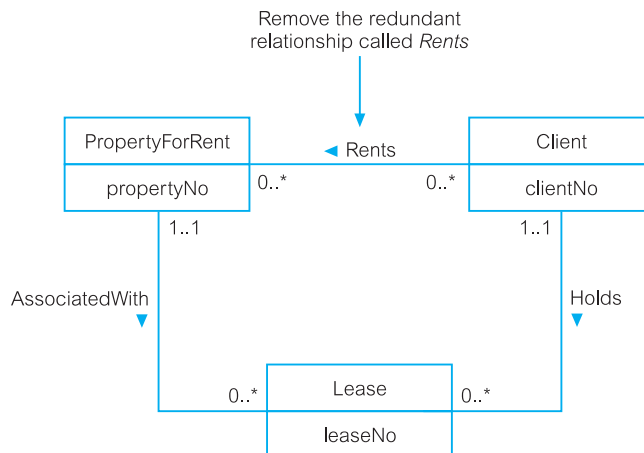 Remove the redundant
relationship called Rents
PropertyForRent
◄ Rents
Client
propertyNo
0..*
0..*
clientNo
1..1
1..1
AssociatedWith
Holds
0..*
Lease
0..*
leaseNo